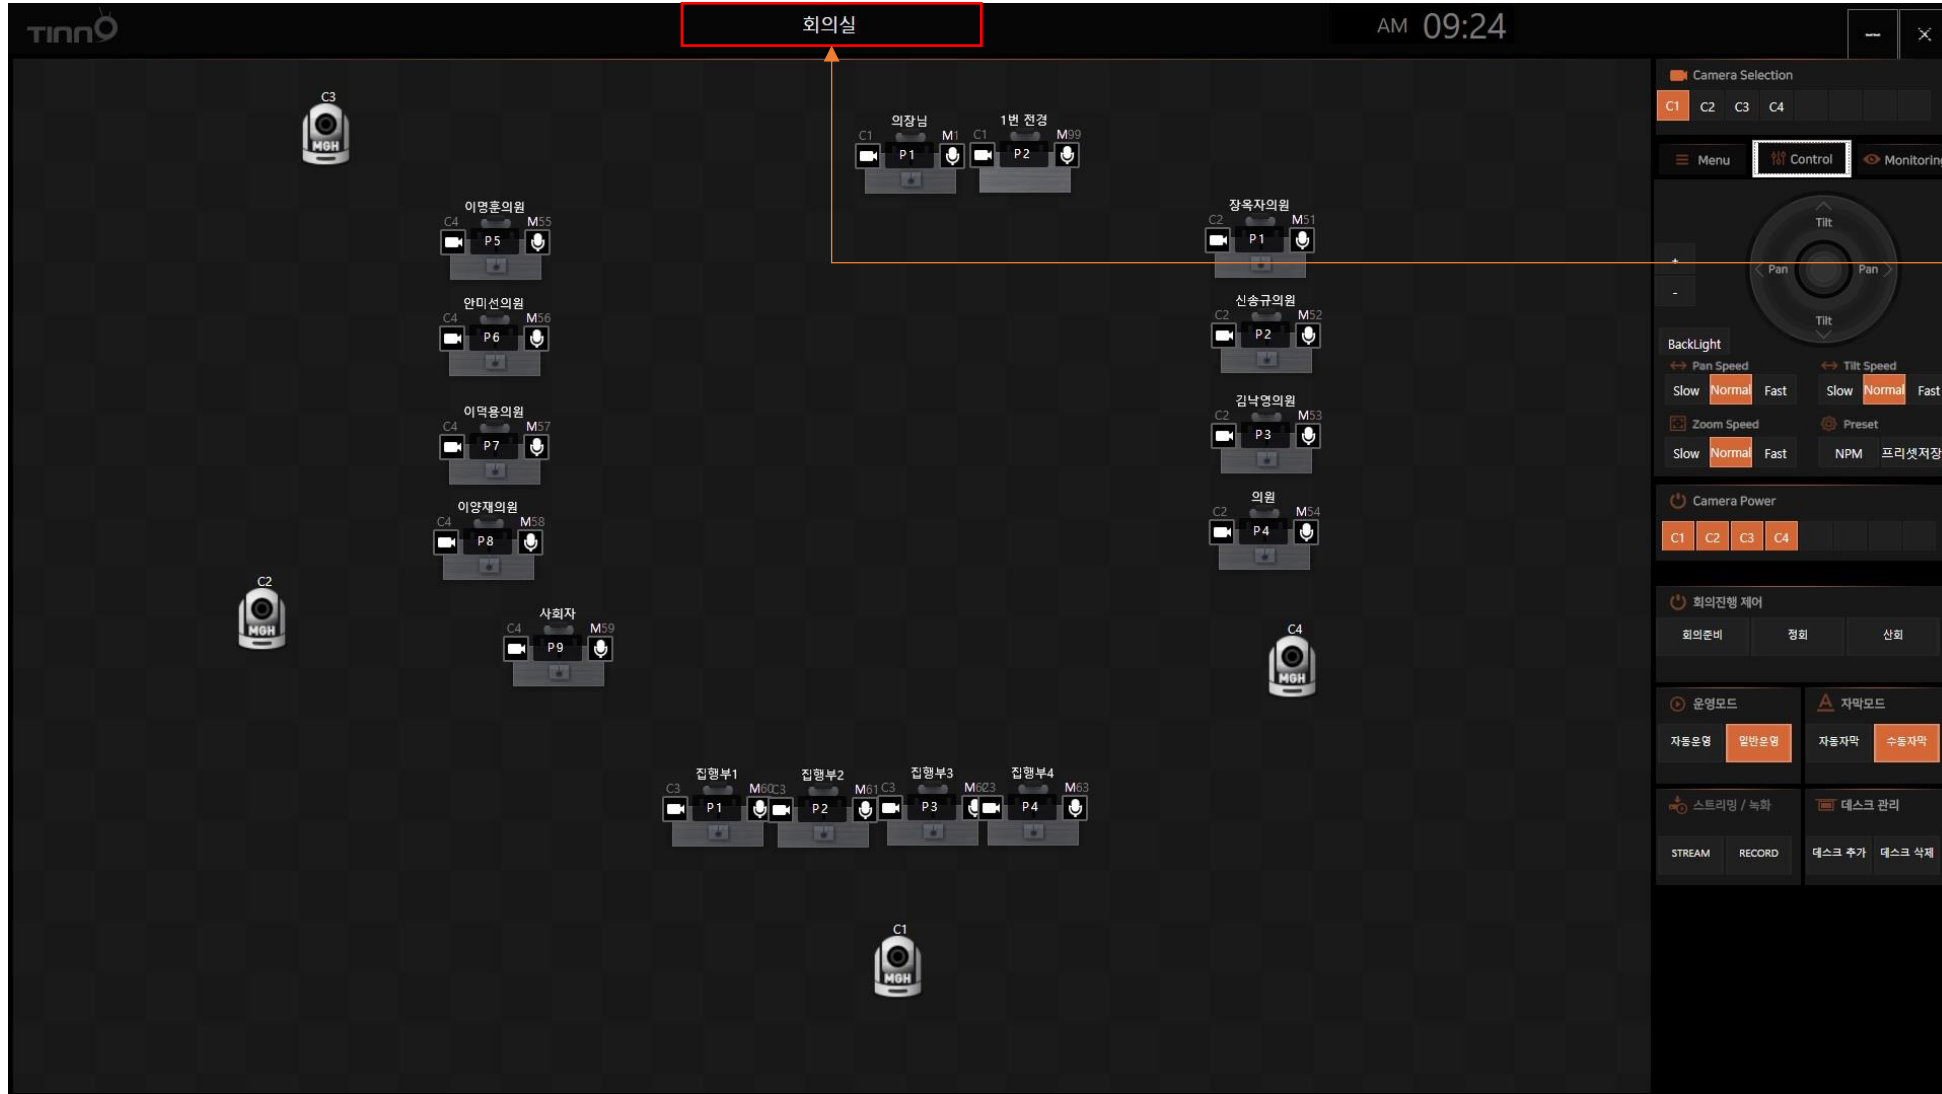 TINNO
회의실
AM 09:24
C3
MGH
의장님
C1 M1
P1
1번 전경
C1 M99
P2
이명훈의원
C4 M55
P5
장옥자의원
C2 M51
P1
안미선의원
C4 M56
P6
신송규의원
C2 M52
P2
이덕용의원
C4 M57
P7
김낙영의원
C2 M53
P3
이양재의원
C4 M58
P8
의원
C2 M54
P4
C2
MGH
사회자
C4 M59
P9
C4
MGH
집행부1
C3 M60
P1
집행부2
C3 M61
P2
집행부3
C3 M62
P3
집행부4
C3 M63
P4
C1
MGH
Camera Selection
C1 C2 C3 C4
Menu Control Monitoring
Tilt
+
Pan Pan
-
Tilt
BackLight
Pan Speed Tilt Speed
Slow Normal Fast Slow Normal Fast
Zoom Speed Preset
Slow Normal Fast NPM 프리셋저장
Camera Power
C1 C2 C3 C4
회의진행 제어
회의준비 정회 산회
운영모드 자막모드
자동운영 일반운영 자동자막 수동자막
스트리밍 / 녹화 데스크 관리
STREAM RECORD 데스크 추가 데스크 삭제